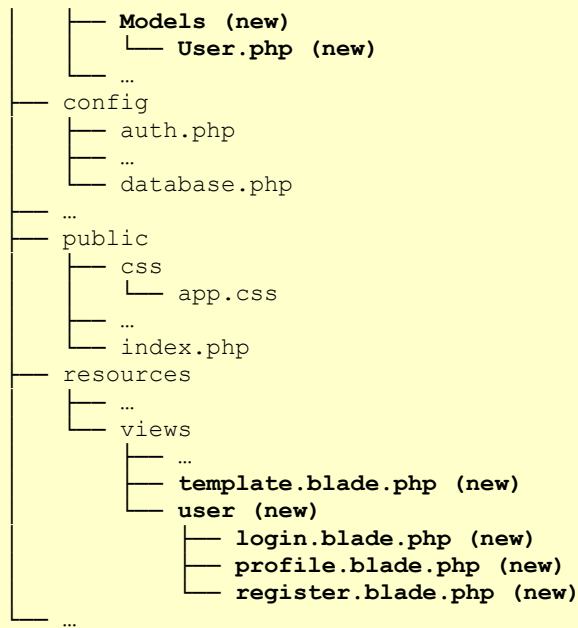 │   ├── Models (new)
│   │   └── User.php (new)
│   └── …
├── config
│   ├── auth.php
│   ├── …
│   └── database.php
├── …
├── public
│   ├── css
│   │   └── app.css
│   ├── …
│   └── index.php
├── resources
│   ├── …
│   └── views
│       ├── …
│       ├── template.blade.php (new)
│       └── user (new)
│           ├── login.blade.php (new)
│           ├── profile.blade.php (new)
│           └── register.blade.php (new)
└── …